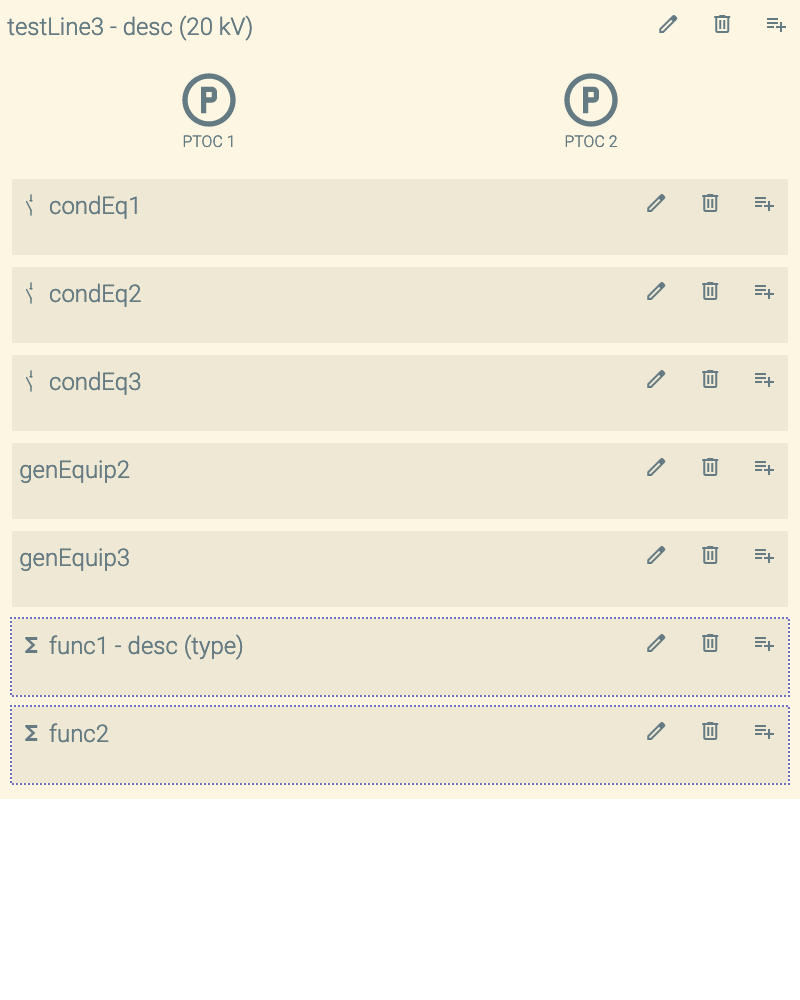 testLine3 - desc (20 kV)
P P
PTOC 1 PTOC 2
condEq1
condEq2
condEq3
genEquip2
genEquip3
Σ func1 - desc (type)
Σ func2